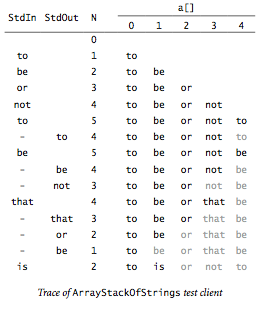 a[]
StdIn StdOut N
0 1 2 3 4
0
to 1 to
be 2 to be
or 3 to be or
not 4 to be or not
to 5 to be or not to
- to 4 to be or not to
be 5 to be or not be
- be 4 to be or not be
- not 3 to be or not be
that 4 to be or that be
- that 3 to be or that be
- or 2 to be or that be
- be 1 to be or that be
is 2 to is or not to
Trace of ArrayStackOfStrings test client